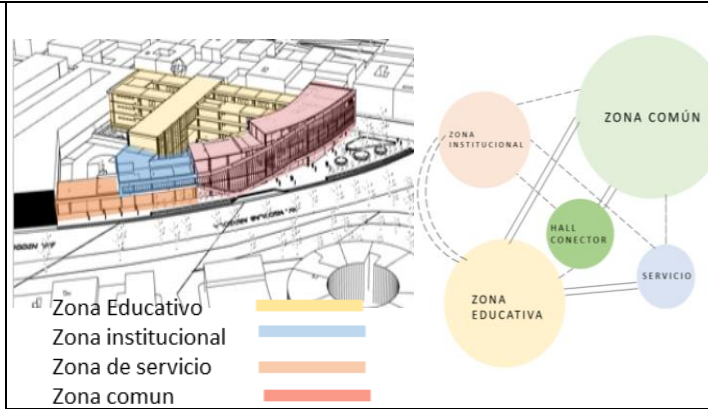 Zona Educativo
Zona institucional
Zona de servicio
Zona comun
ZONA COMÚN
ZONA
INSTITUCIONAL
HALL
CONECTOR
SERVICIO
ZONA
EDUCATIVA